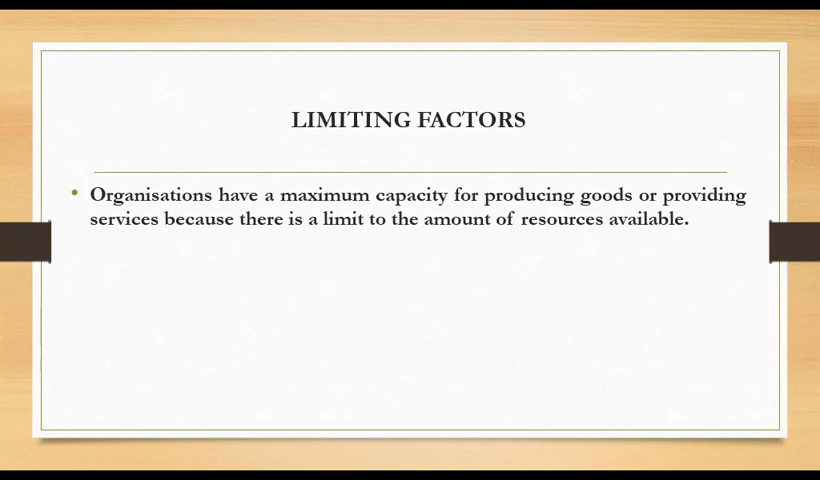 LIMITING FACTORS
• Organisations have a maximum capacity for producing goods or providing
services because there is a limit to the amount of resources available.